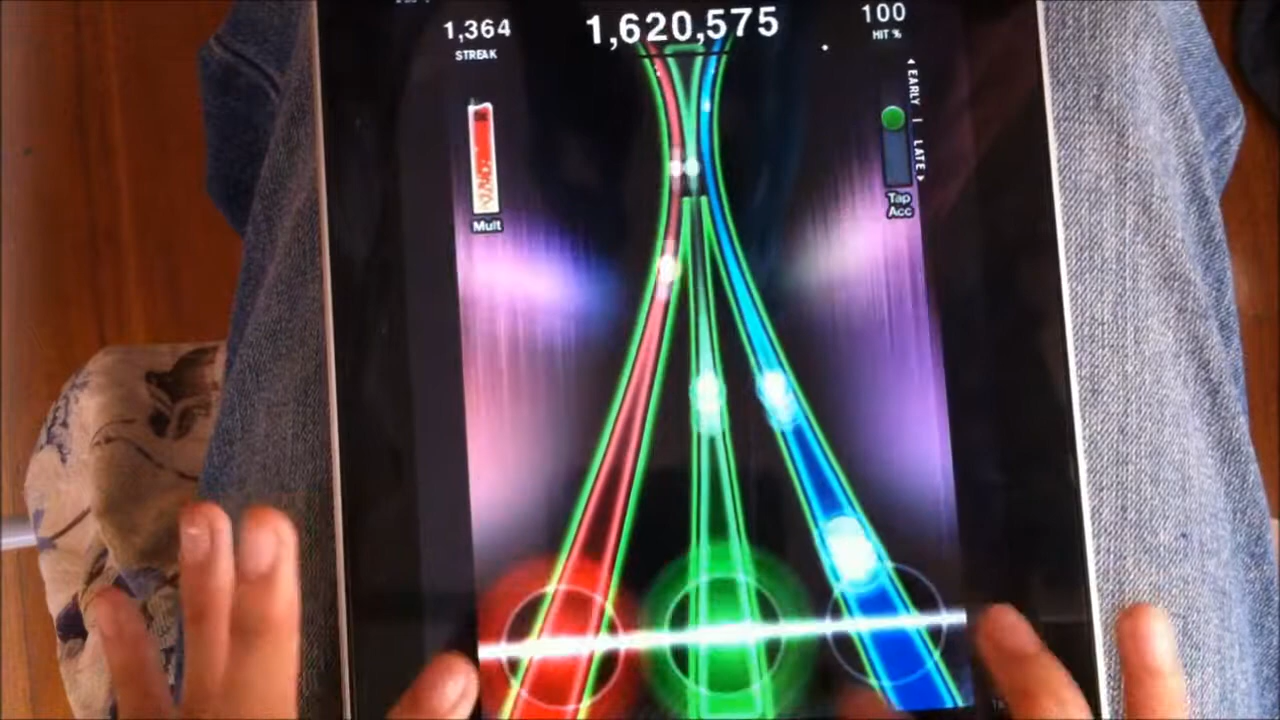 1,364
STREAK
1,620,575
100
HIT %
EARLY | LATE
Mult
Tap
Acc